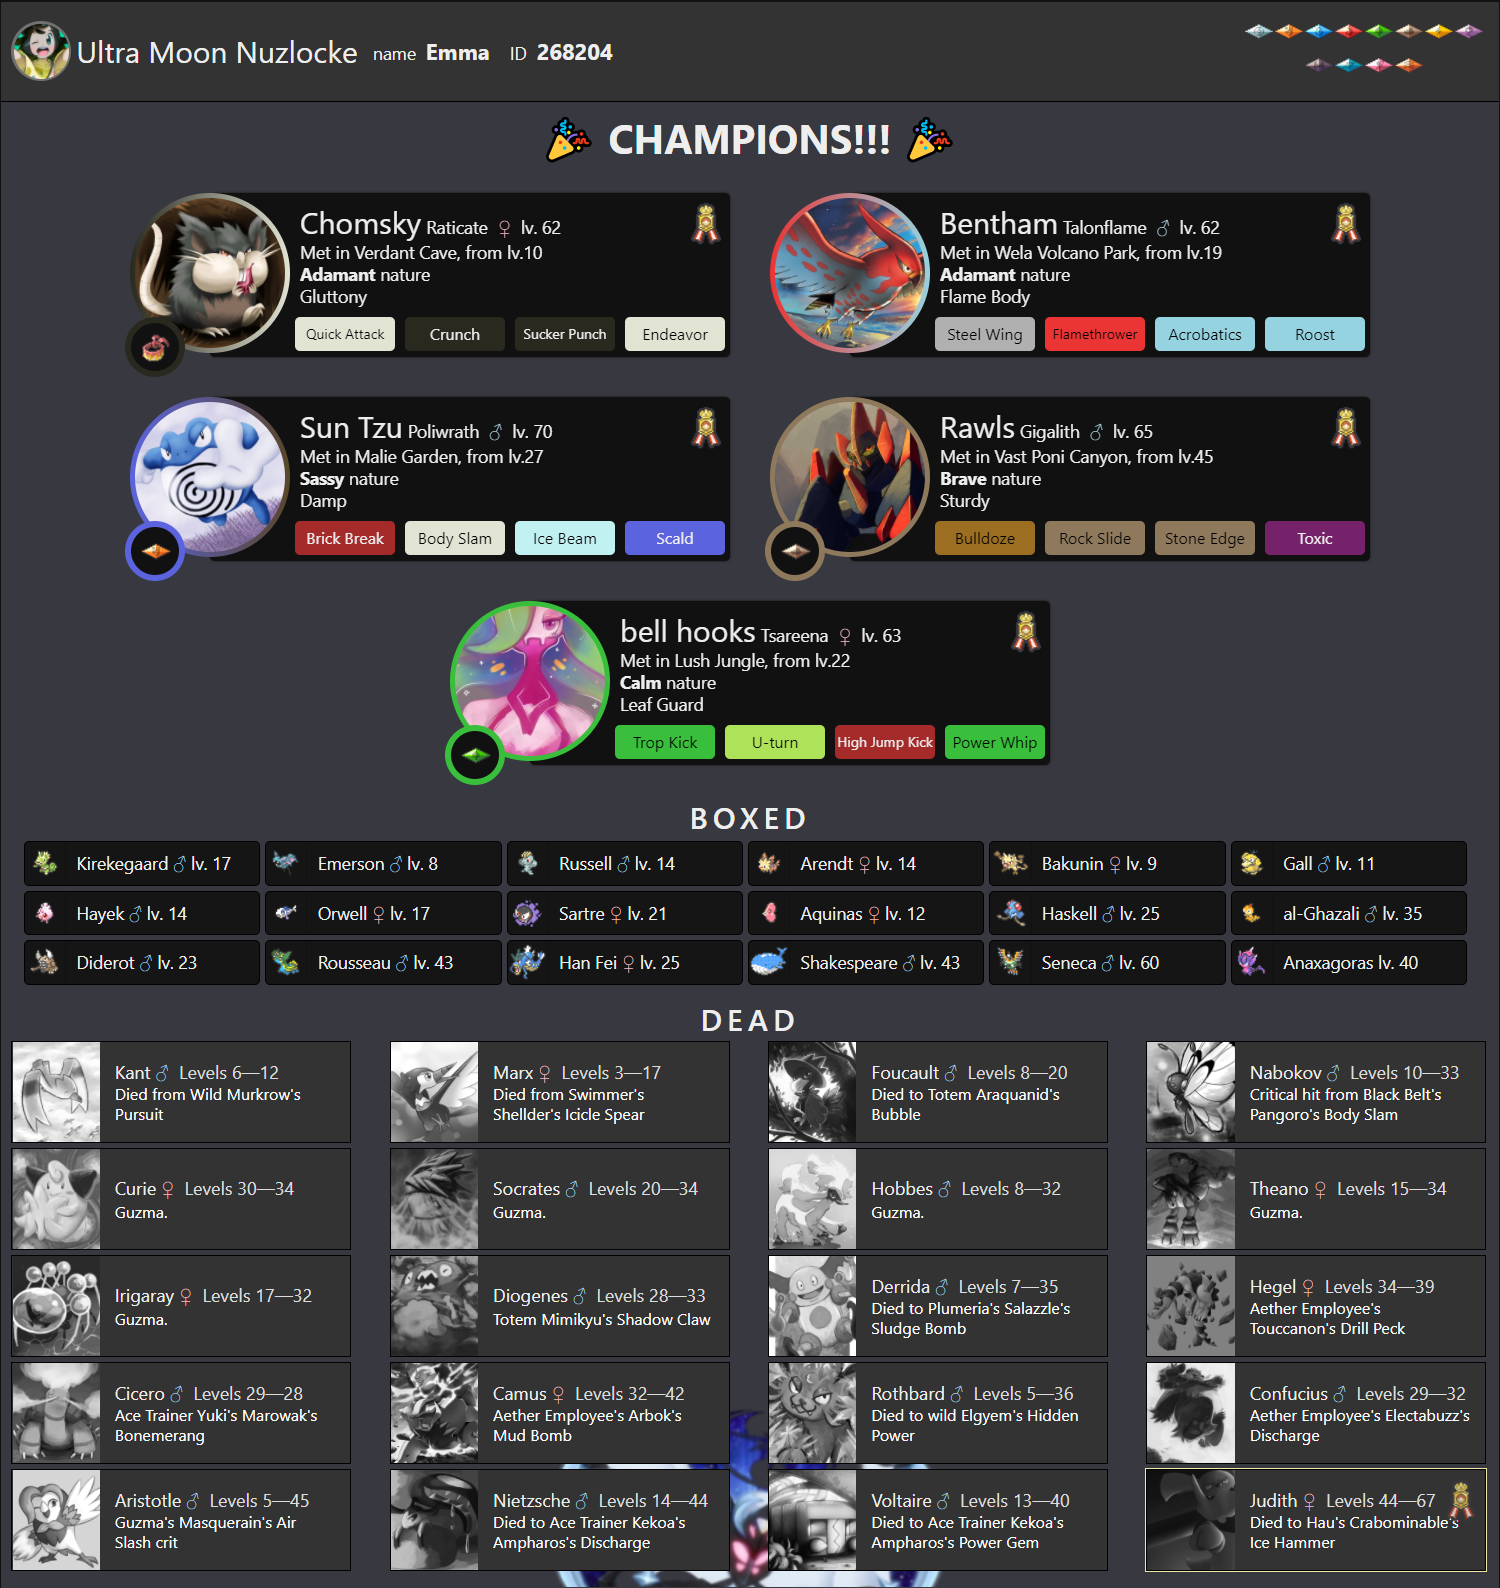 Ultra Moon Nuzlocke name Emma ID 268204
CHAMPIONS!!!
Chomsky Raticate ♀ lv. 62
Met in Verdant Cave, from lv.10
Adamant nature
Gluttony
Quick Attack Crunch Sucker Punch Endeavor
Bentham Talonflame ♂ lv. 62
Met in Wela Volcano Park, from lv.19
Adamant nature
Flame Body
Steel Wing Flamethrower Acrobatics Roost
Sun Tzu Poliwrath ♂ lv. 70
Met in Malie Garden, from lv.27
Sassy nature
Damp
Brick Break Body Slam Ice Beam Scald
Rawls Gigalith ♂ lv. 65
Met in Vast Poni Canyon, from lv.45
Brave nature
Sturdy
Bulldoze Rock Slide Stone Edge Toxic
bell hooks Tsareena ♀ lv. 63
Met in Lush Jungle, from lv.22
Calm nature
Leaf Guard
Trop Kick U-turn High Jump Kick Power Whip
BOXED
Kirekegaard ♂ lv. 17
Emerson ♂ lv. 8
Russell ♂ lv. 14
Arendt ♀ lv. 14
Bakunin ♀ lv. 9
Gall ♂ lv. 11
Hayek ♂ lv. 14
Orwell ♀ lv. 17
Sartre ♀ lv. 21
Aquinas ♀ lv. 12
Haskell ♂ lv. 25
al-Ghazali ♂ lv. 35
Diderot ♂ lv. 23
Rousseau ♂ lv. 43
Han Fei ♀ lv. 25
Shakespeare ♂ lv. 43
Seneca ♂ lv. 60
Anaxagoras lv. 40
DEAD
Kant ♂ Levels 6—12
Died from Wild Murkrow's
Pursuit
Marx ♀ Levels 3—17
Died from Swimmer's
Shellder's Icicle Spear
Foucault ♂ Levels 8—20
Died to Totem Araquanid's
Bubble
Nabokov ♂ Levels 10—33
Critical hit from Black Belt's
Pangoro's Body Slam
Curie ♀ Levels 30—34
Guzma.
Socrates ♂ Levels 20—34
Guzma.
Hobbes ♂ Levels 8—32
Guzma.
Theano ♀ Levels 15—34
Guzma.
Irigaray ♀ Levels 17—32
Guzma.
Diogenes ♂ Levels 28—33
Totem Mimikyu's Shadow Claw
Derrida ♂ Levels 7—35
Died to Plumeria's Salazzle's
Sludge Bomb
Hegel ♀ Levels 34—39
Aether Employee's
Touccanon's Drill Peck
Cicero ♂ Levels 29—28
Ace Trainer Yuki's Marowak's
Bonemerang
Camus ♀ Levels 32—42
Aether Employee's Arbok's
Mud Bomb
Rothbard ♂ Levels 5—36
Died to wild Elgyem's Hidden
Power
Confucius ♂ Levels 29—32
Aether Employee's Electabuzz's
Discharge
Aristotle ♂ Levels 5—45
Guzma's Masquerain's Air
Slash crit
Nietzsche ♂ Levels 14—44
Died to Ace Trainer Kekoa's
Ampharos's Discharge
Voltaire ♂ Levels 13—40
Died to Ace Trainer Kekoa's
Ampharos's Power Gem
Judith ♀ Levels 44—67
Died to Hau's Crabominable's
Ice Hammer